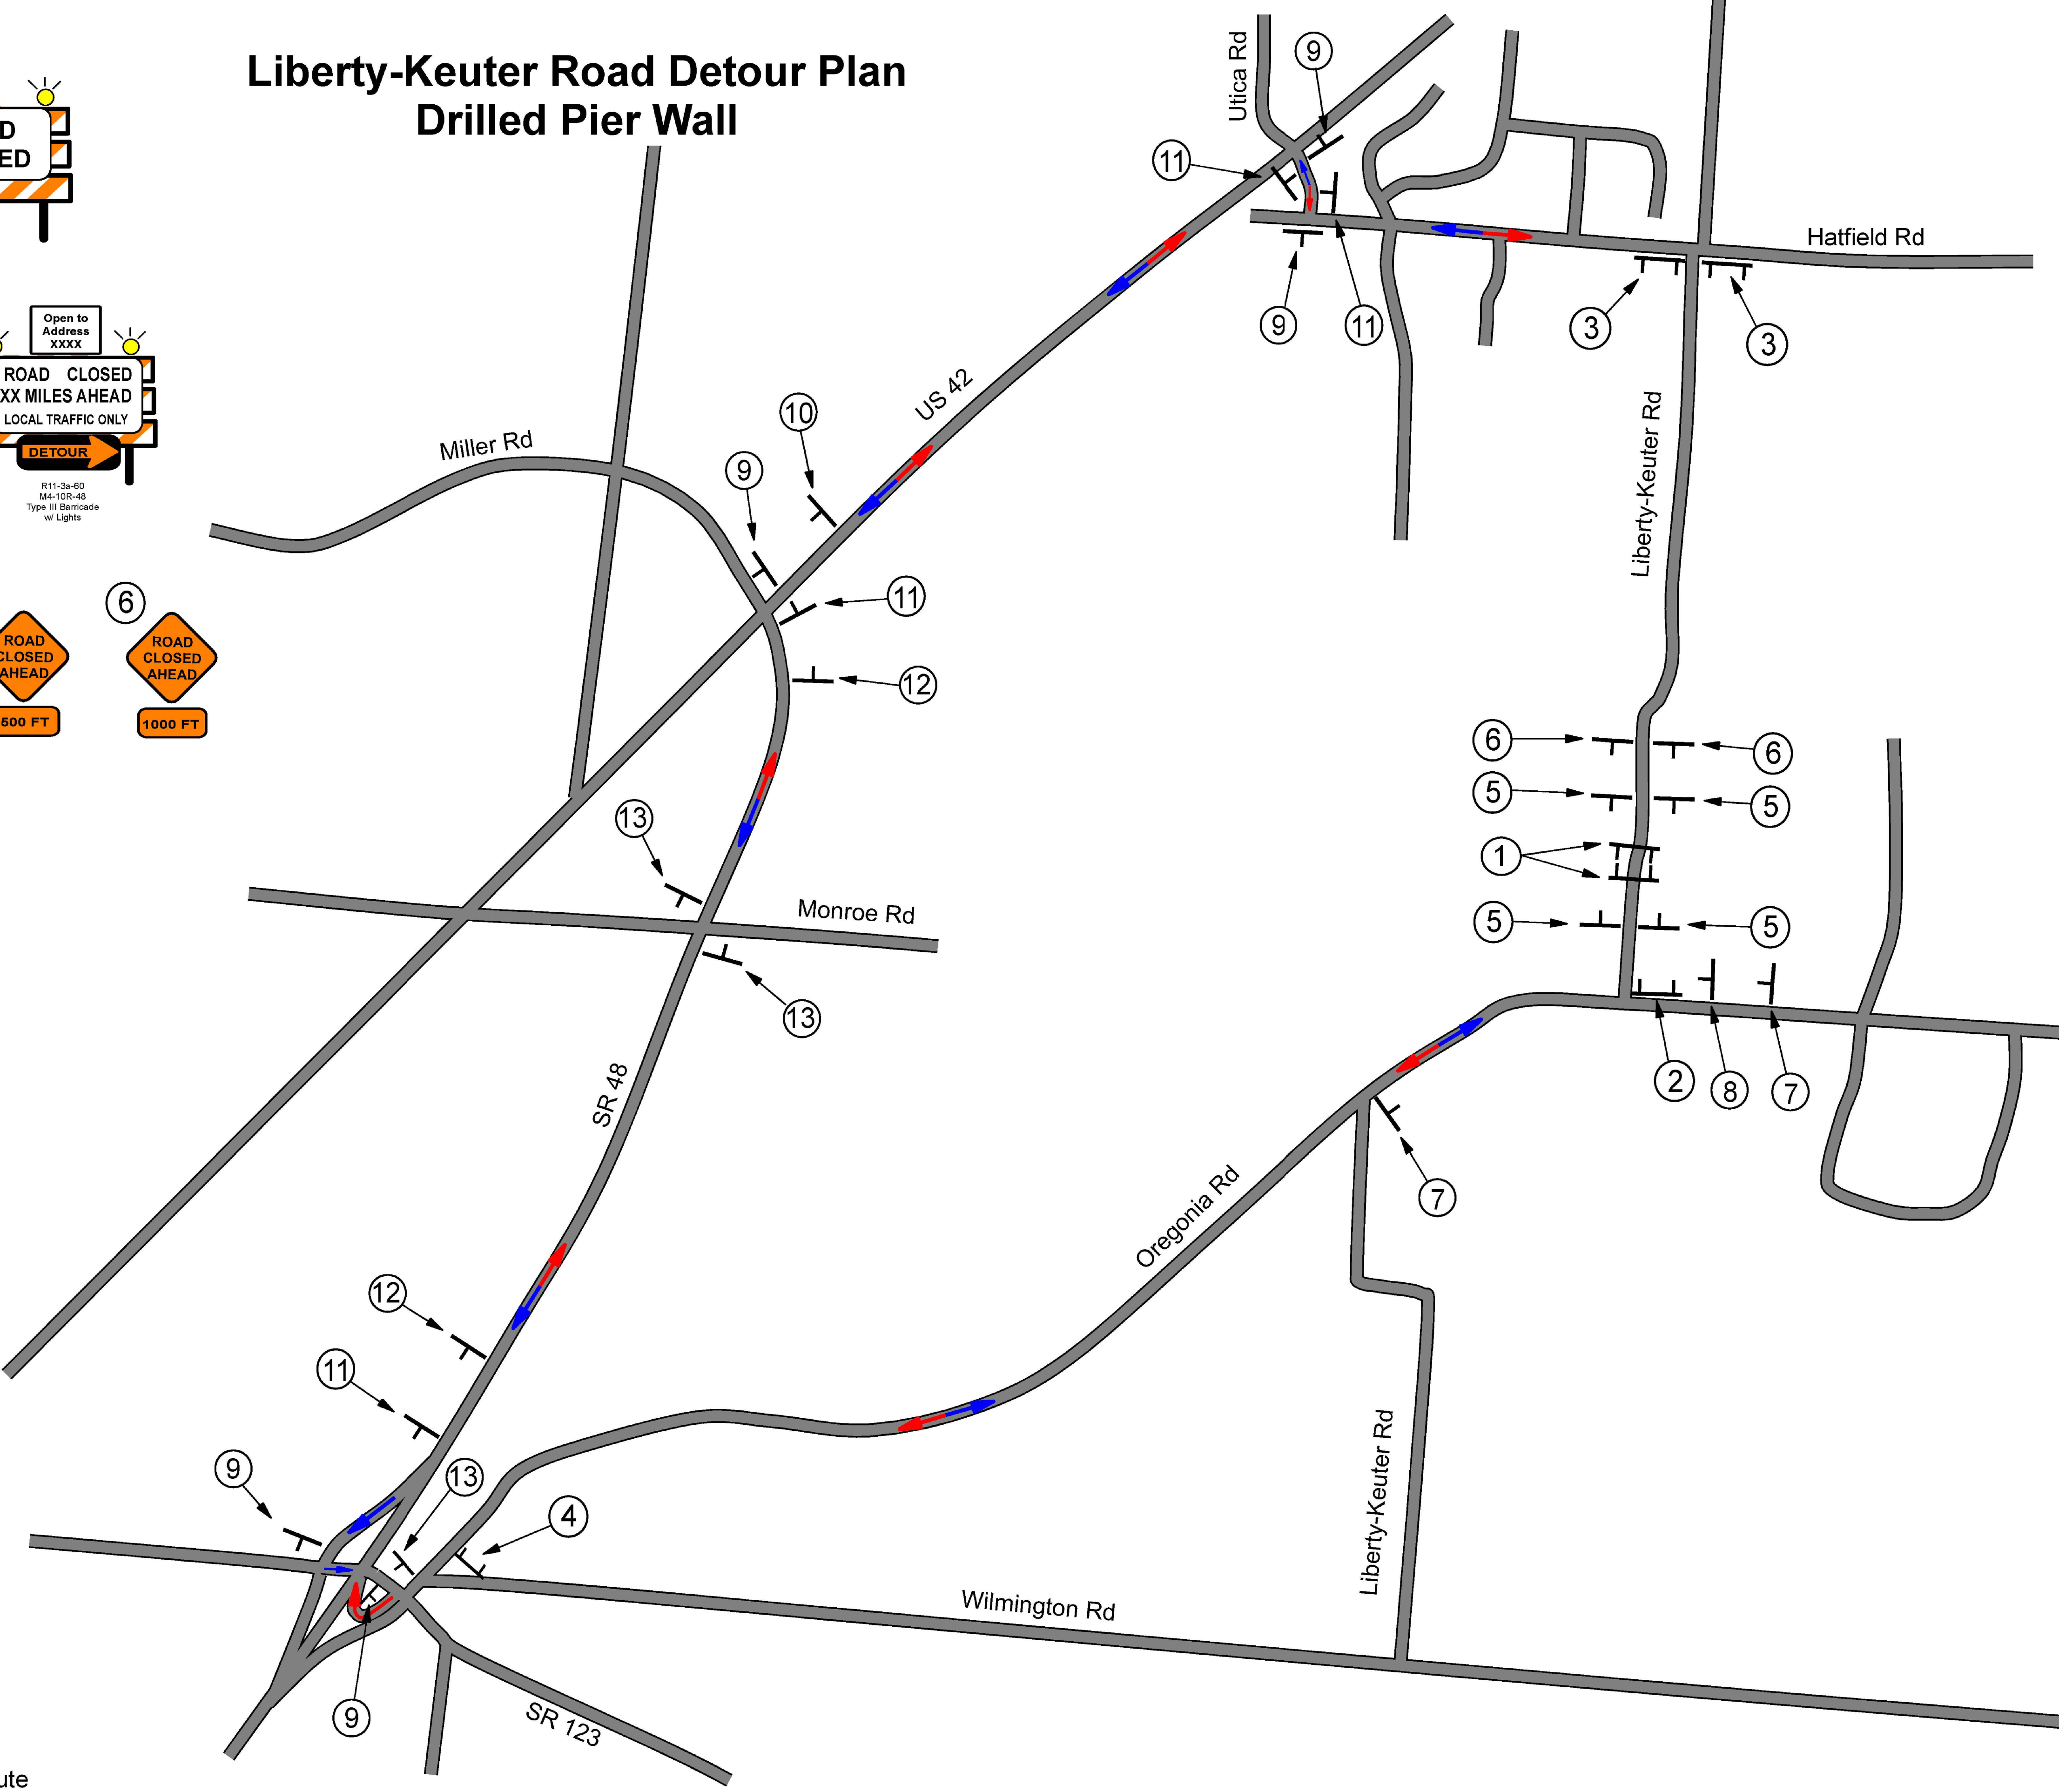 Liberty-Keuter Road Detour Plan
Drilled Pier Wall
D
ED
Open to
Address
XXXX
ROAD CLOSED
XX MILES AHEAD
LOCAL TRAFFIC ONLY
DETOUR
R11-3a-60
M4-10R-48
Type III Barricade
w/ Lights
ROAD
CLOSED
AHEAD
500 FT
6
ROAD
CLOSED
AHEAD
1000 FT
Utica Rd
9
11
Hatfield Rd
9
11
3
3
US 42
Miller Rd
10
9
11
12
Liberty-Keuter Rd
6
6
5
5
1
5
5
13
Monroe Rd
13
2
8
7
7
SR 48
Oregonia Rd
12
11
9
13
4
Liberty-Keuter Rd
Wilmington Rd
9
SR 123
ute